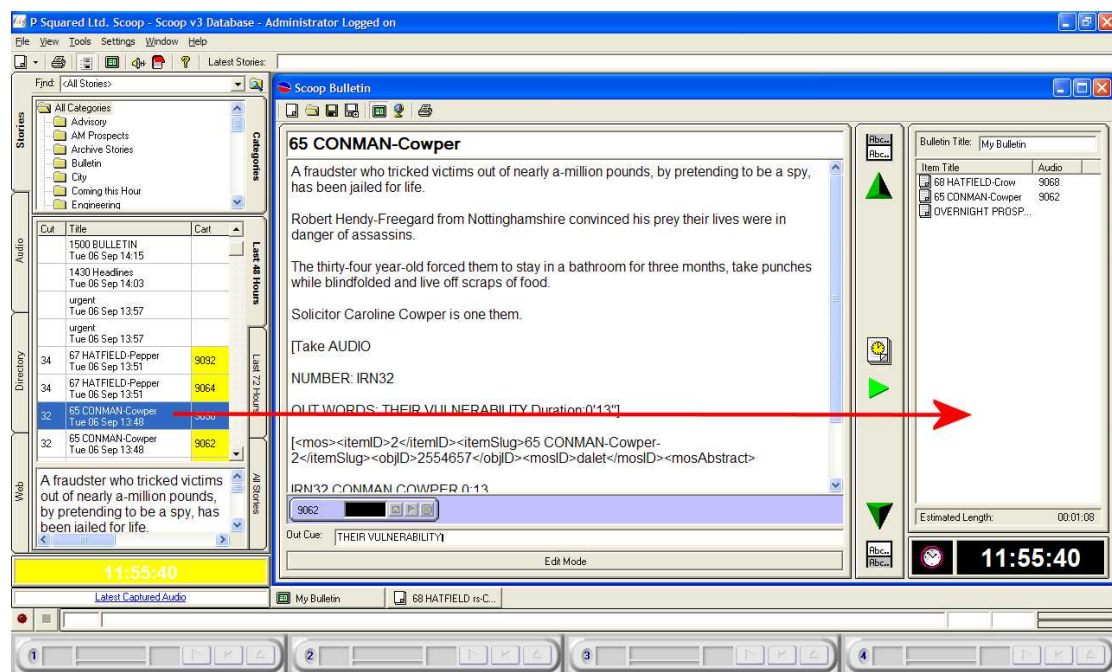 P Squared Ltd. Scoop - Scoop v3 Database - Administrator Logged on
File View Tools Settings Window Help
Latest Stories:
Stories
Audio
Directory
Web
Find: <All Stories>
All Categories
Advisory
AM Prospects
Archive Stories
Bulletin
City
Coming this Hour
Engineering
Categories
Last 48 Hours
Last 72 Hours
All Stories
Cut Title Cart
1500 BULLETIN
Tue 06 Sep 14:15
1430 Headlines
Tue 06 Sep 14:03
urgent
Tue 06 Sep 13:57
urgent
Tue 06 Sep 13:57
34 67 HATFIELD-Pepper 9092
Tue 06 Sep 13:51
34 67 HATFIELD-Pepper 9064
Tue 06 Sep 13:51
32 65 CONMAN-Cowper
Tue 06 Sep 13:48
32 65 CONMAN-Cowper 9062
Tue 06 Sep 13:48
A fraudster who tricked victims
out of nearly a-million pounds,
by pretending to be a spy, has
been jailed for life.
11:55:40
Latest Captured Audio
Scoop Bulletin
65 CONMAN-Cowper
A fraudster who tricked victims out of nearly a-million pounds, by pretending to be a spy,
has been jailed for life.
Robert Hendy-Freegard from Nottinghamshire convinced his prey their lives were in
danger of assassins.
The thirty-four year-old forced them to stay in a bathroom for three months, take punches
while blindfolded and live off scraps of food.
Solicitor Caroline Cowper is one them.
[Take AUDIO
NUMBER: IRN32
OUT WORDS: THEIR VULNERABILITY Duration:0'13"]
[<mos><itemID>2</itemID><itemSlug>65 CONMAN-Cowper-
2</itemSlug><objID>2554657</objID><mosID>dalet</mosID><mosAbstract>
IRN32 CONMAN COWPER 0:13
9062
Out Cue: THEIR VULNERABILITY
Edit Mode
Abc..
Abc..
Abc..
Abc..
Bulletin Title: My Bulletin
Item Title Audio
68 HATFIELD-Crow 9068
65 CONMAN-Cowper 9062
OVERNIGHT PROSP...
Estimated Length: 00:01:08
11:55:40
My Bulletin
68 HATFIELD rs-C...
1
2
3
4